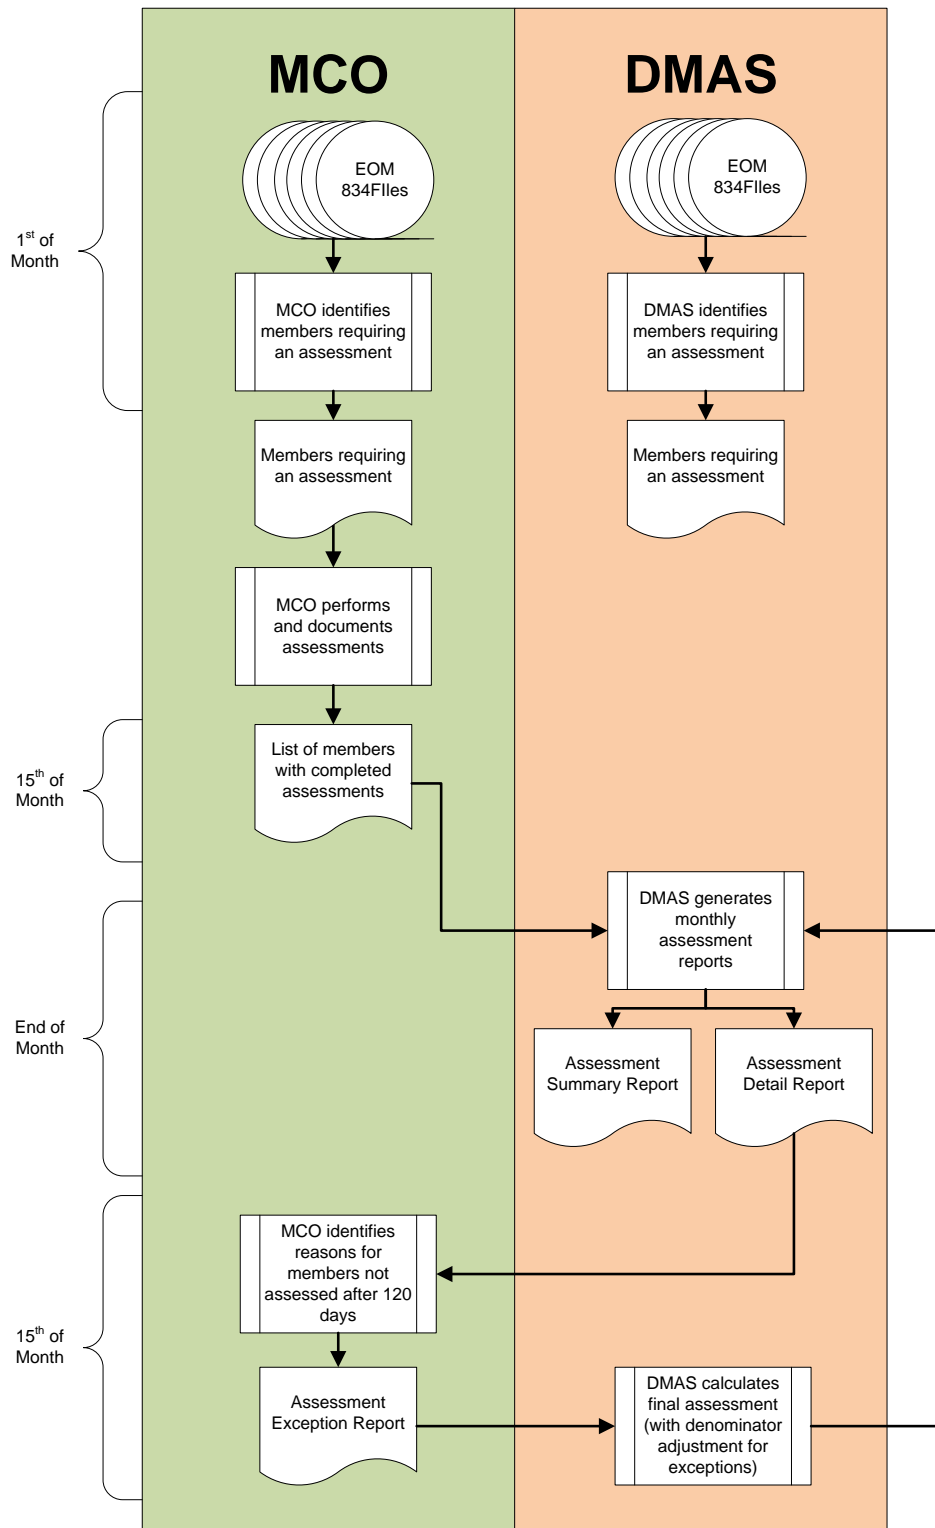 MCO
DMAS
1st of
Month
EOM
834FIles
EOM
834FIles
MCO identifies
members requiring
an assessment
DMAS identifies
members requiring
an assessment
Members requiring
an assessment
Members requiring
an assessment
MCO performs
and documents
assessments
15th of
Month
List of members
with completed
assessments
End of
Month
DMAS generates
monthly
assessment
reports
Assessment
Summary Report
Assessment
Detail Report
15th of
Month
MCO identifies
reasons for
members not
assessed after 120
days
Assessment
Exception Report
DMAS calculates
final assessment
(with denominator
adjustment for
exceptions)